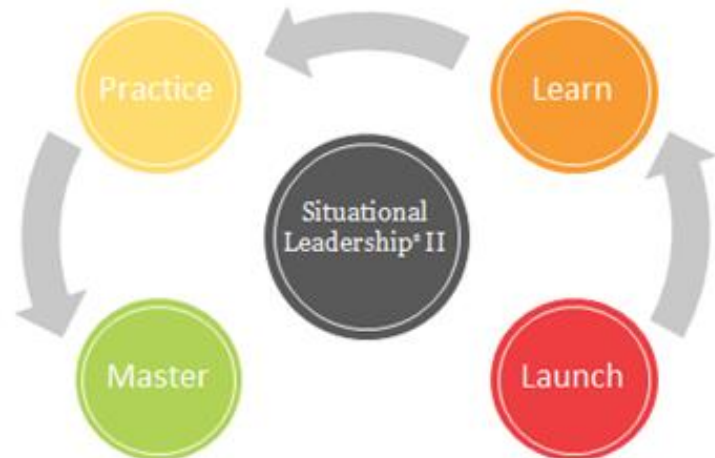 Practice
Learn
Situational
Leadership® II
Master
Launch